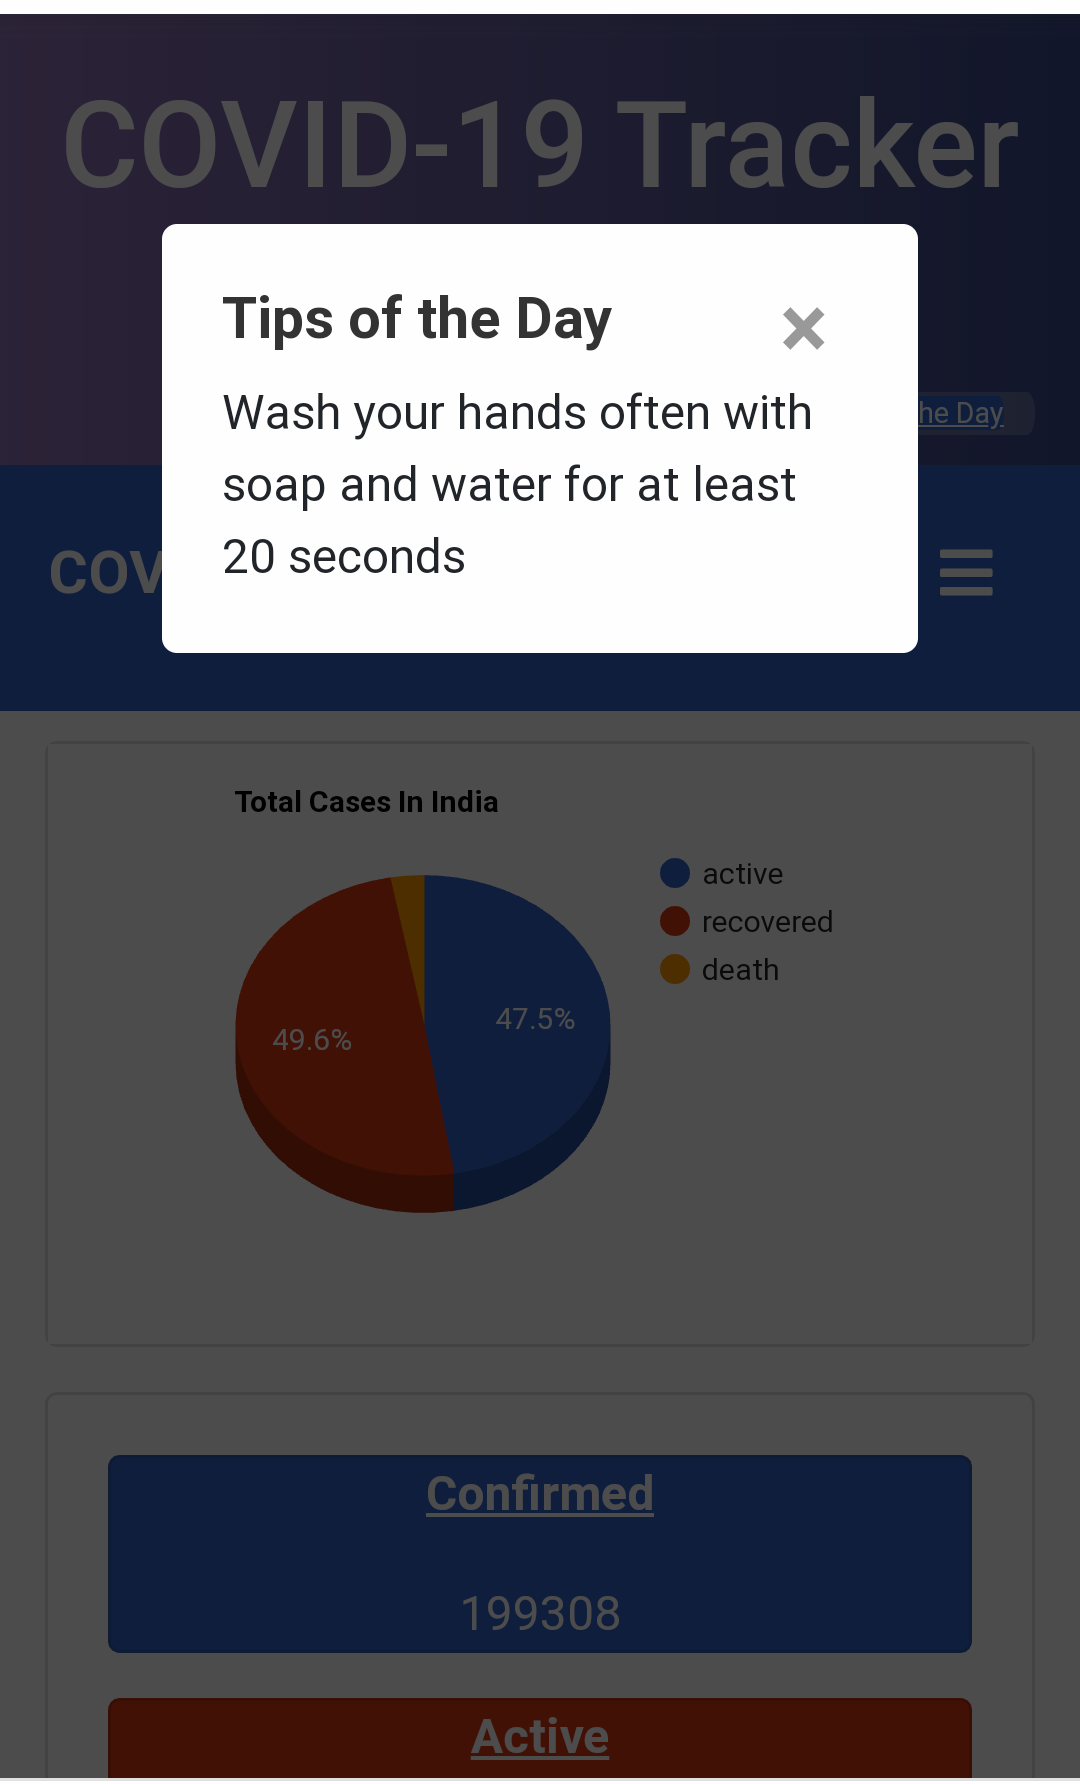 COVID-19 Tracker
Tips of the Day
×
Wash your hands often with
soap and water for at least
20 seconds
he Day
COV
Total Cases In India
active
recovered
death
47.5%
49.6%
Confirmed
199308
Active